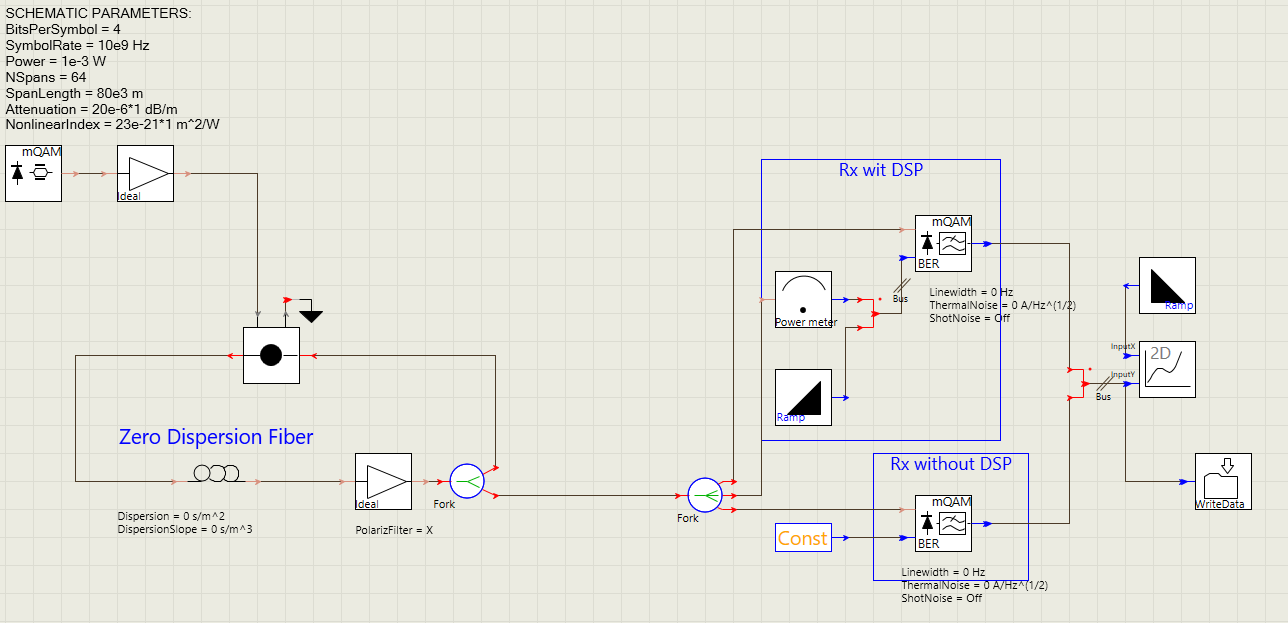 SCHEMATIC PARAMETERS:
BitsPerSymbol = 4
SymbolRate = 10e9 Hz
Power = 1e-3 W
NSpans = 64
SpanLength = 80e3 m
Attenuation = 20e-6*1 dB/m
NonlinearIndex = 23e-21*1 m^2/W
mQAM
Ideal
Rx wit DSP
mQAM
BER
Bus
Linewidth = 0 Hz
ThermalNoise = 0 A/Hz^(1/2)
ShotNoise = Off
Power meter
Ramp
Ramp
InputX
2D
InputY
Bus
Zero Dispersion Fiber
Ideal
Fork
Dispersion = 0 s/m^2
DispersionSlope = 0 s/m^3
PolarizFilter = X
Fork
Rx without DSP
mQAM
BER
Const
WriteData
Linewidth = 0 Hz
ThermalNoise = 0 A/Hz^(1/2)
ShotNoise = Off